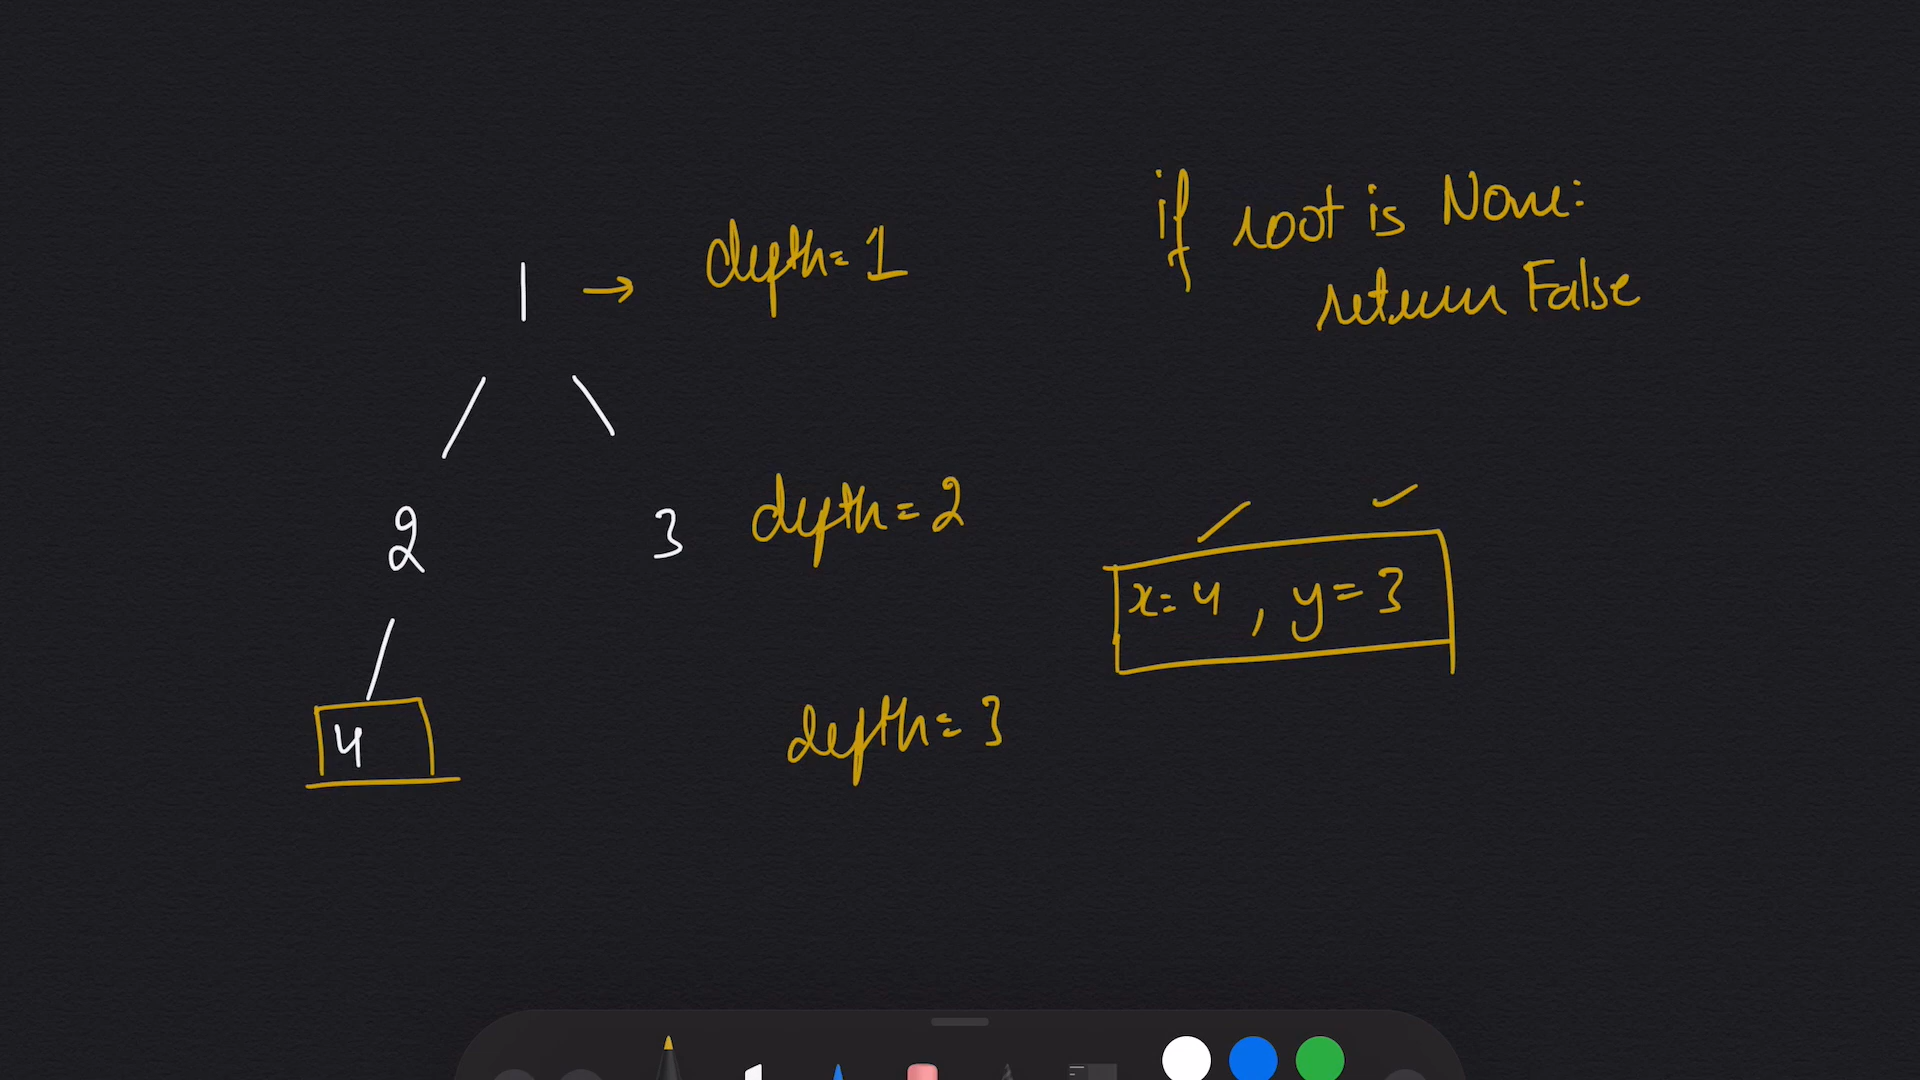 1 → depth = 1
if root is None:
return False
2 3 depth = 2
x = 4 , y = 3
4 depth = 3